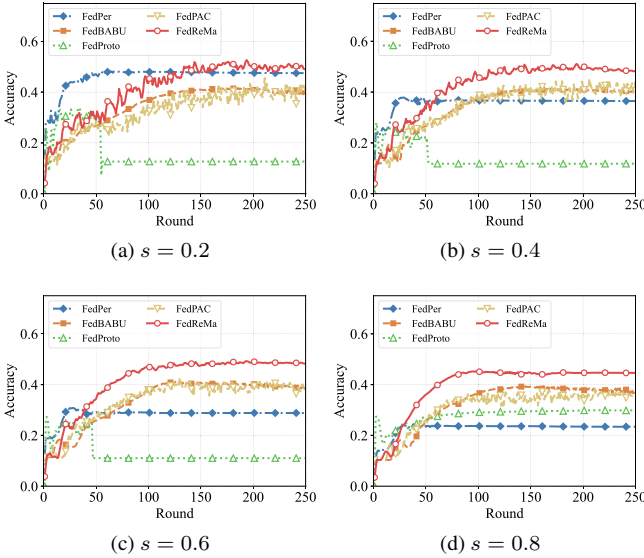 FedPer
FedPAC
FedBABU
FedReMa
FedProto
Accuracy
0.6
0.4
0.2
0.0
0 50 100 150 200 250
Round
(a) s = 0.2
FedPer
FedPAC
FedBABU
FedReMa
FedProto
Accuracy
0.6
0.4
0.2
0.0
0 50 100 150 200 250
Round
(b) s = 0.4
FedPer
FedPAC
FedBABU
FedReMa
FedProto
Accuracy
0.6
0.4
0.2
0.0
0 50 100 150 200 250
Round
(c) s = 0.6
FedPer
FedPAC
FedBABU
FedReMa
FedProto
Accuracy
0.6
0.4
0.2
0.0
0 50 100 150 200 250
Round
(d) s = 0.8